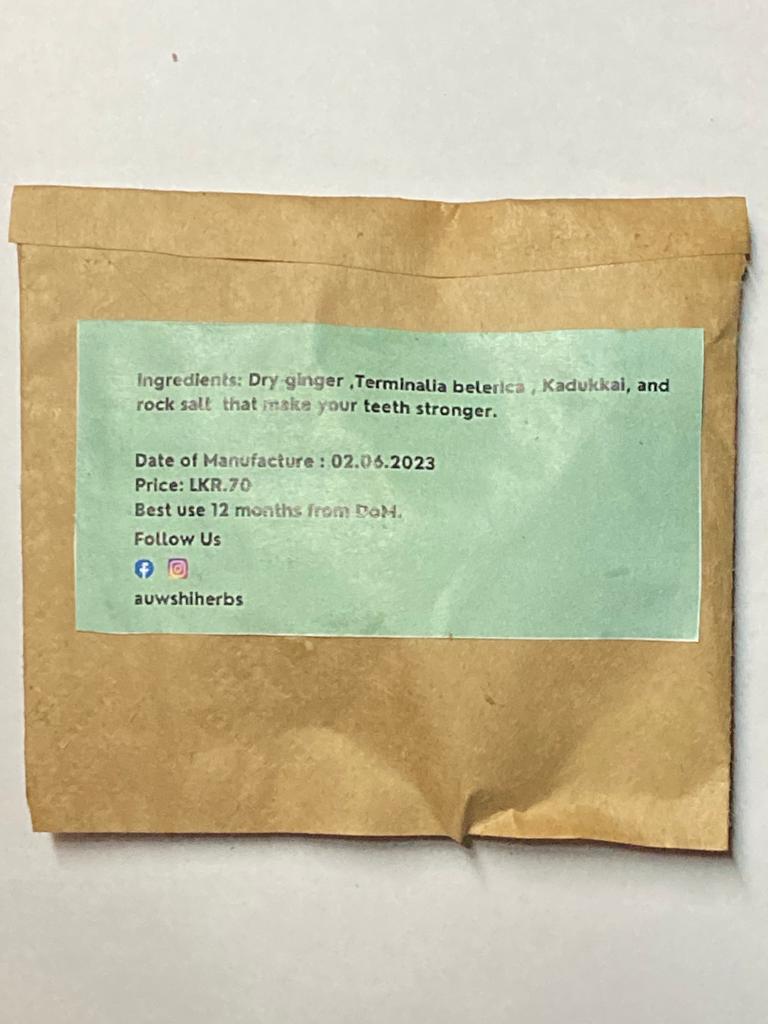 Ingredients: Dry ginger ,Terminalia belerica , Kadukkai, and
rock salt that make your teeth stronger.
Date of Manufacture : 02.06.2023
Price: LKR.70
Best use 12 months from DoM.
Follow Us
auwshiherbs